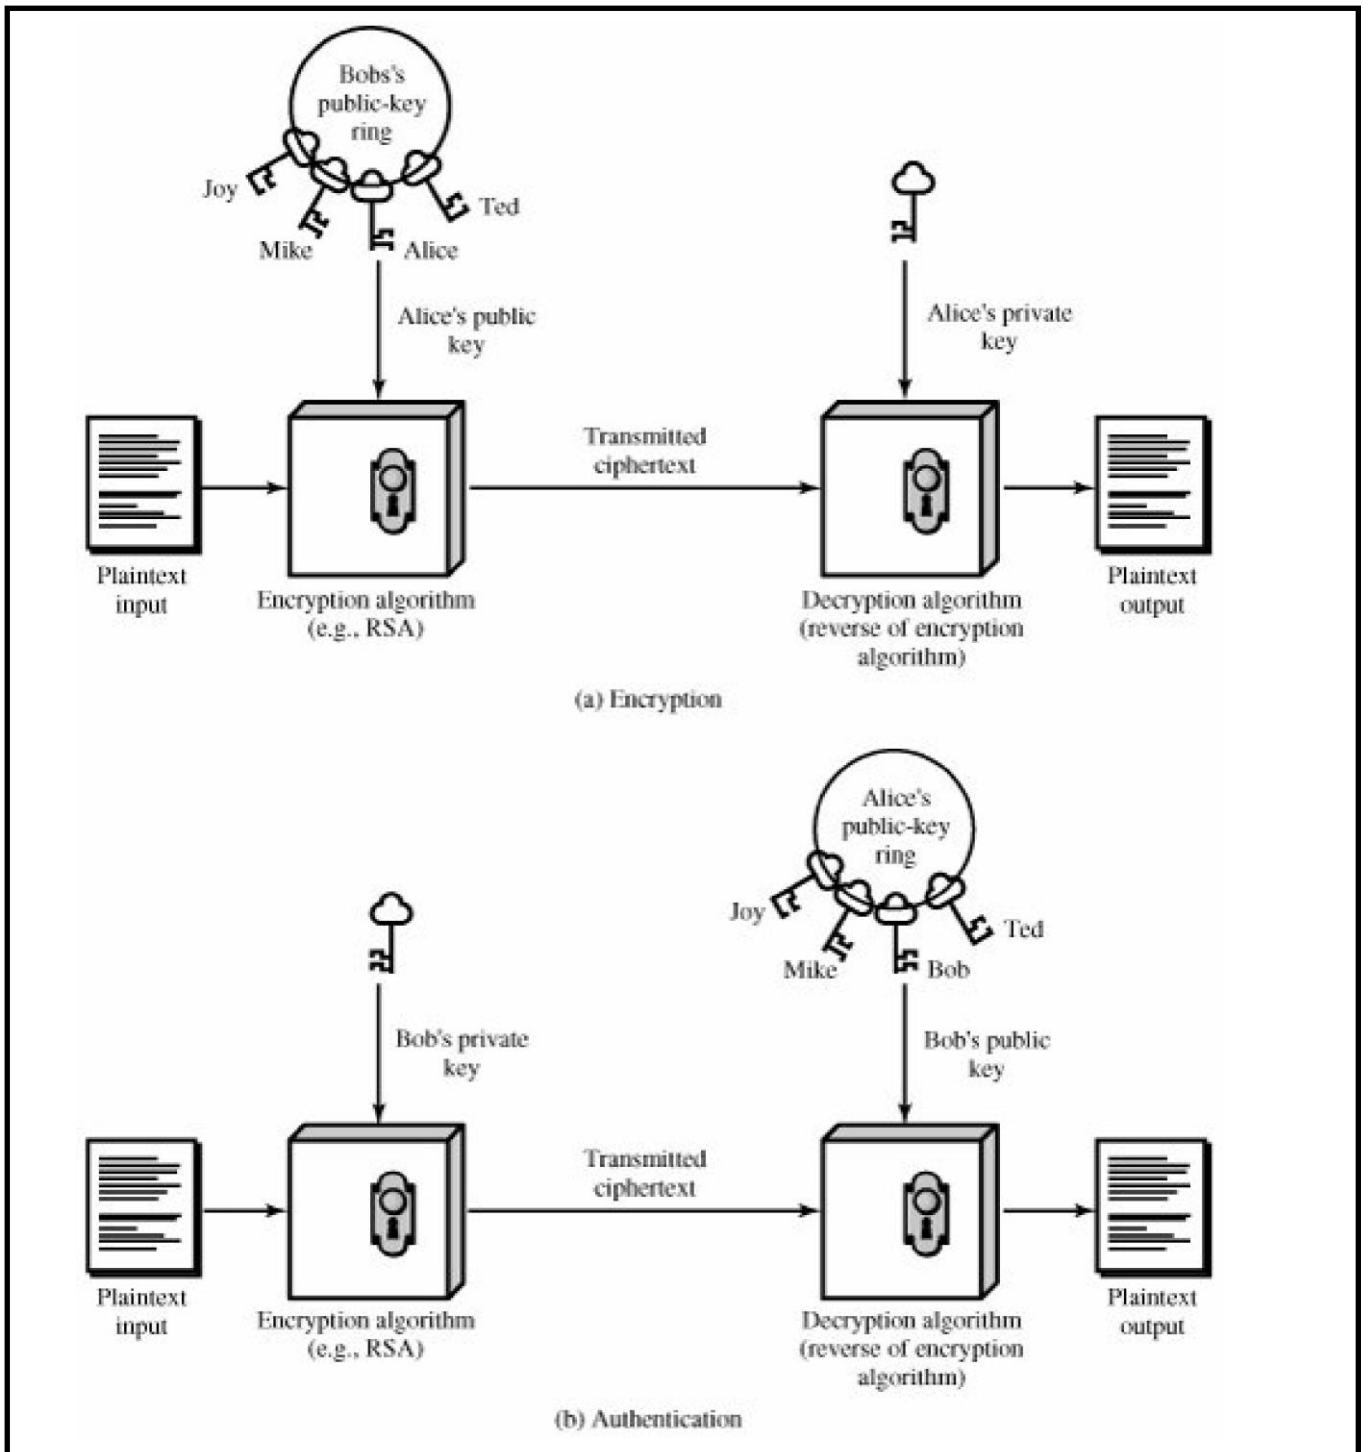 Bobs's
public-key
ring
Joy
Mike
Alice
Ted
Alice's public
key
Alice's private
key
Transmitted
ciphertext
Plaintext
input
Encryption algorithm
(e.g., RSA)
Decryption algorithm
(reverse of encryption
algorithm)
Plaintext
output
(a) Encryption
Alice's
public-key
ring
Joy
Mike
Bob
Ted
Bob's private
key
Bob's public
key
Transmitted
ciphertext
Plaintext
input
Encryption algorithm
(e.g., RSA)
Decryption algorithm
(reverse of encryption
algorithm)
Plaintext
output
(b) Authentication